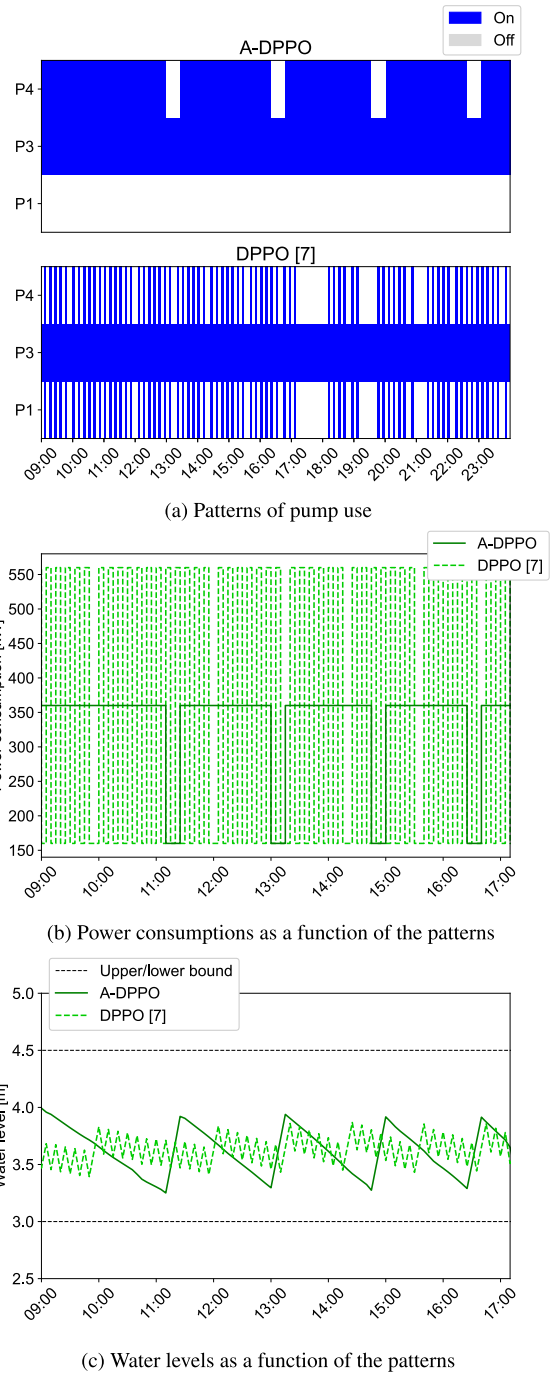 On
Off
A-DPPO
P4
P3
P1
DPPO [7]
P4
P3
P1
09:00
10:00
11:00
12:00
13:00
14:00
15:00
16:00
17:00
18:00
19:00
20:00
21:00
22:00
23:00
(a) Patterns of pump use
A-DPPO
DPPO [7]
550
500
450
400
350
300
250
200
150
09:00
10:00
11:00
12:00
13:00
14:00
15:00
16:00
17:00
(b) Power consumptions as a function of the patterns
Upper/lower bound
A-DPPO
DPPO [7]
Water level [m]
5.0
4.5
4.0
3.5
3.0
2.5
09:00
10:00
11:00
12:00
13:00
14:00
15:00
16:00
17:00
(c) Water levels as a function of the patterns